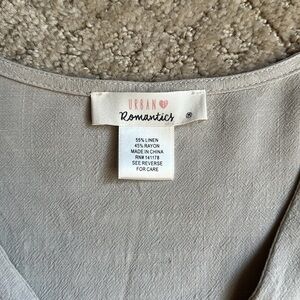 URBAN
Romantics M
55% LINEN
45% RAYON
MADE IN CHINA
RN# 141178
SEE REVERSE
FOR CARE